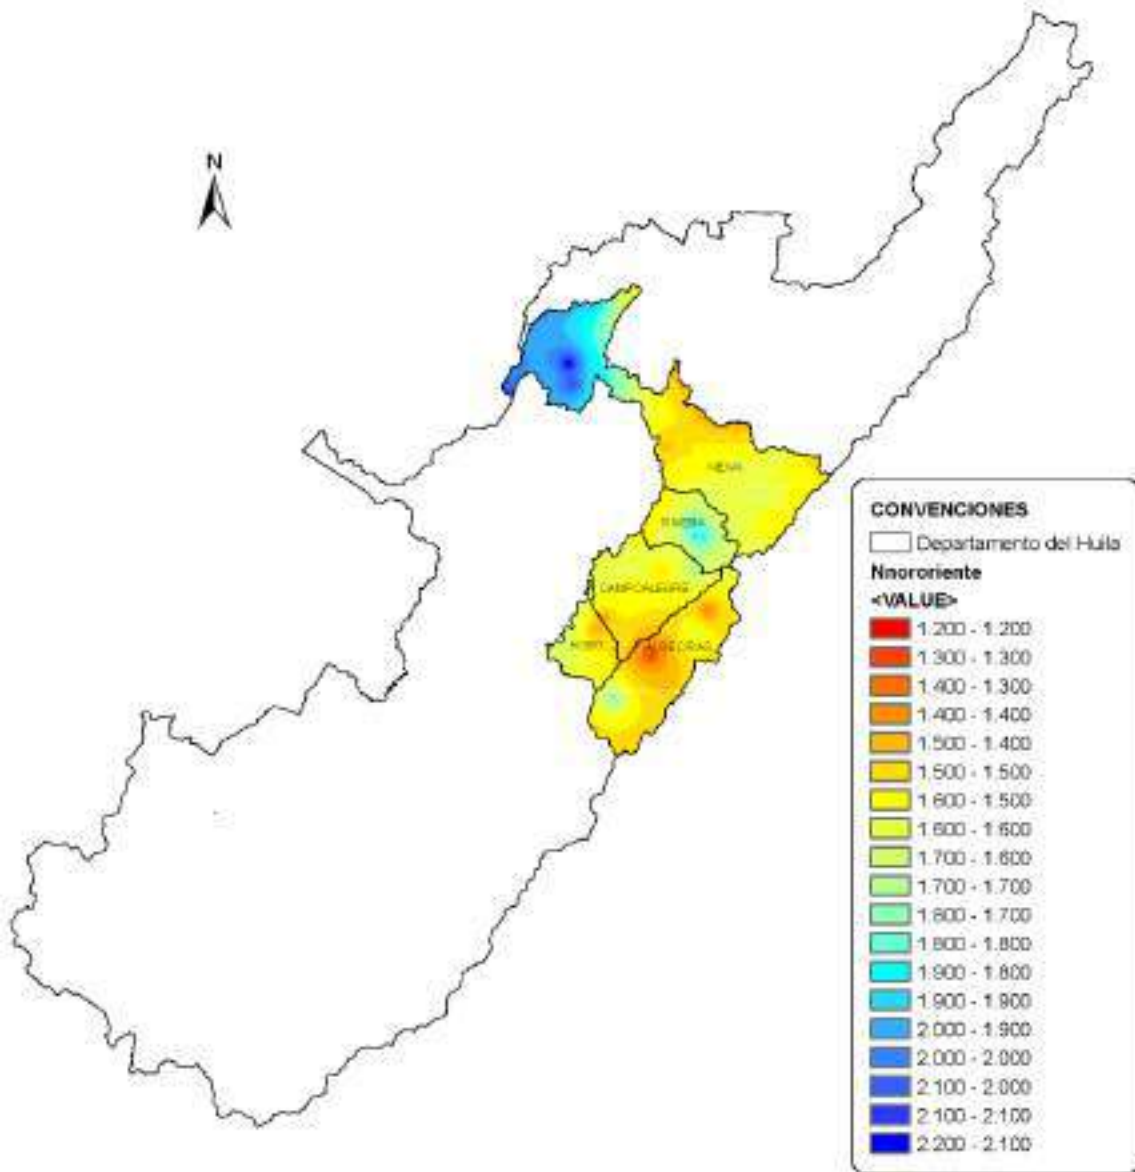 N
NEIVA
RIVERA
CAMPOALEGRE
HOBO
ALGECIRAS
CONVENCIONES
Departamento del Huila
Nnororiente
<VALUE>
1.200 - 1.200
1.300 - 1.300
1.400 - 1.300
1.400 - 1.400
1.500 - 1.400
1.500 - 1.500
1.600 - 1.500
1.600 - 1.600
1.700 - 1.600
1.700 - 1.700
1.800 - 1.700
1.800 - 1.800
1.900 - 1.800
1.900 - 1.900
2.000 - 1.900
2.000 - 2.000
2.100 - 2.000
2.100 - 2.100
2.200 - 2.100